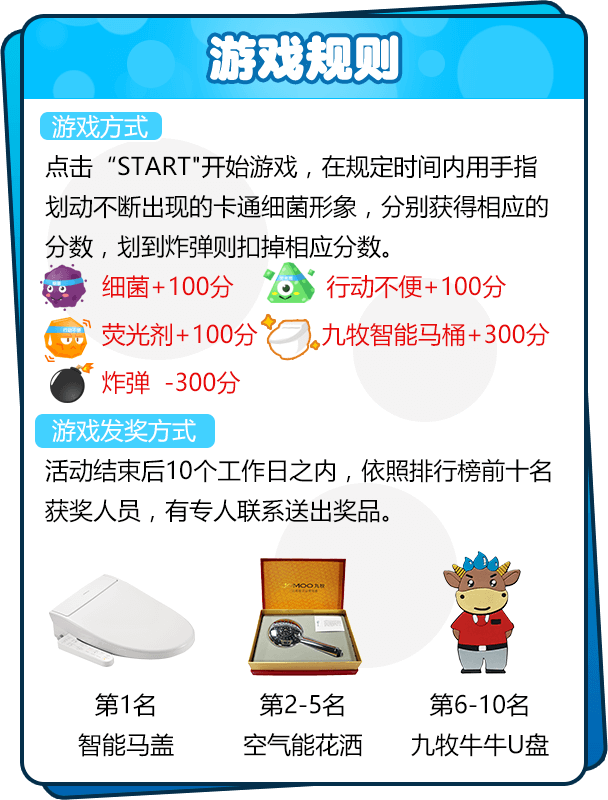 游戏规则
游戏方式
点击“START"开始游戏，在规定时间内用手指
划动不断出现的卡通细菌形象，分别获得相应的
分数，划到炸弹则扣掉相应分数。
细菌+100分 行动不便+100分
荧光剂+100分 九牧智能马桶+300分
炸弹 -300分
游戏发奖方式
活动结束后10个工作日之内，依照排行榜前十名
获奖人员，有专人联系送出奖品。
JOMOO九牧
第1名 第2-5名 第6-10名
智能马盖 空气能花洒 九牧牛牛U盘